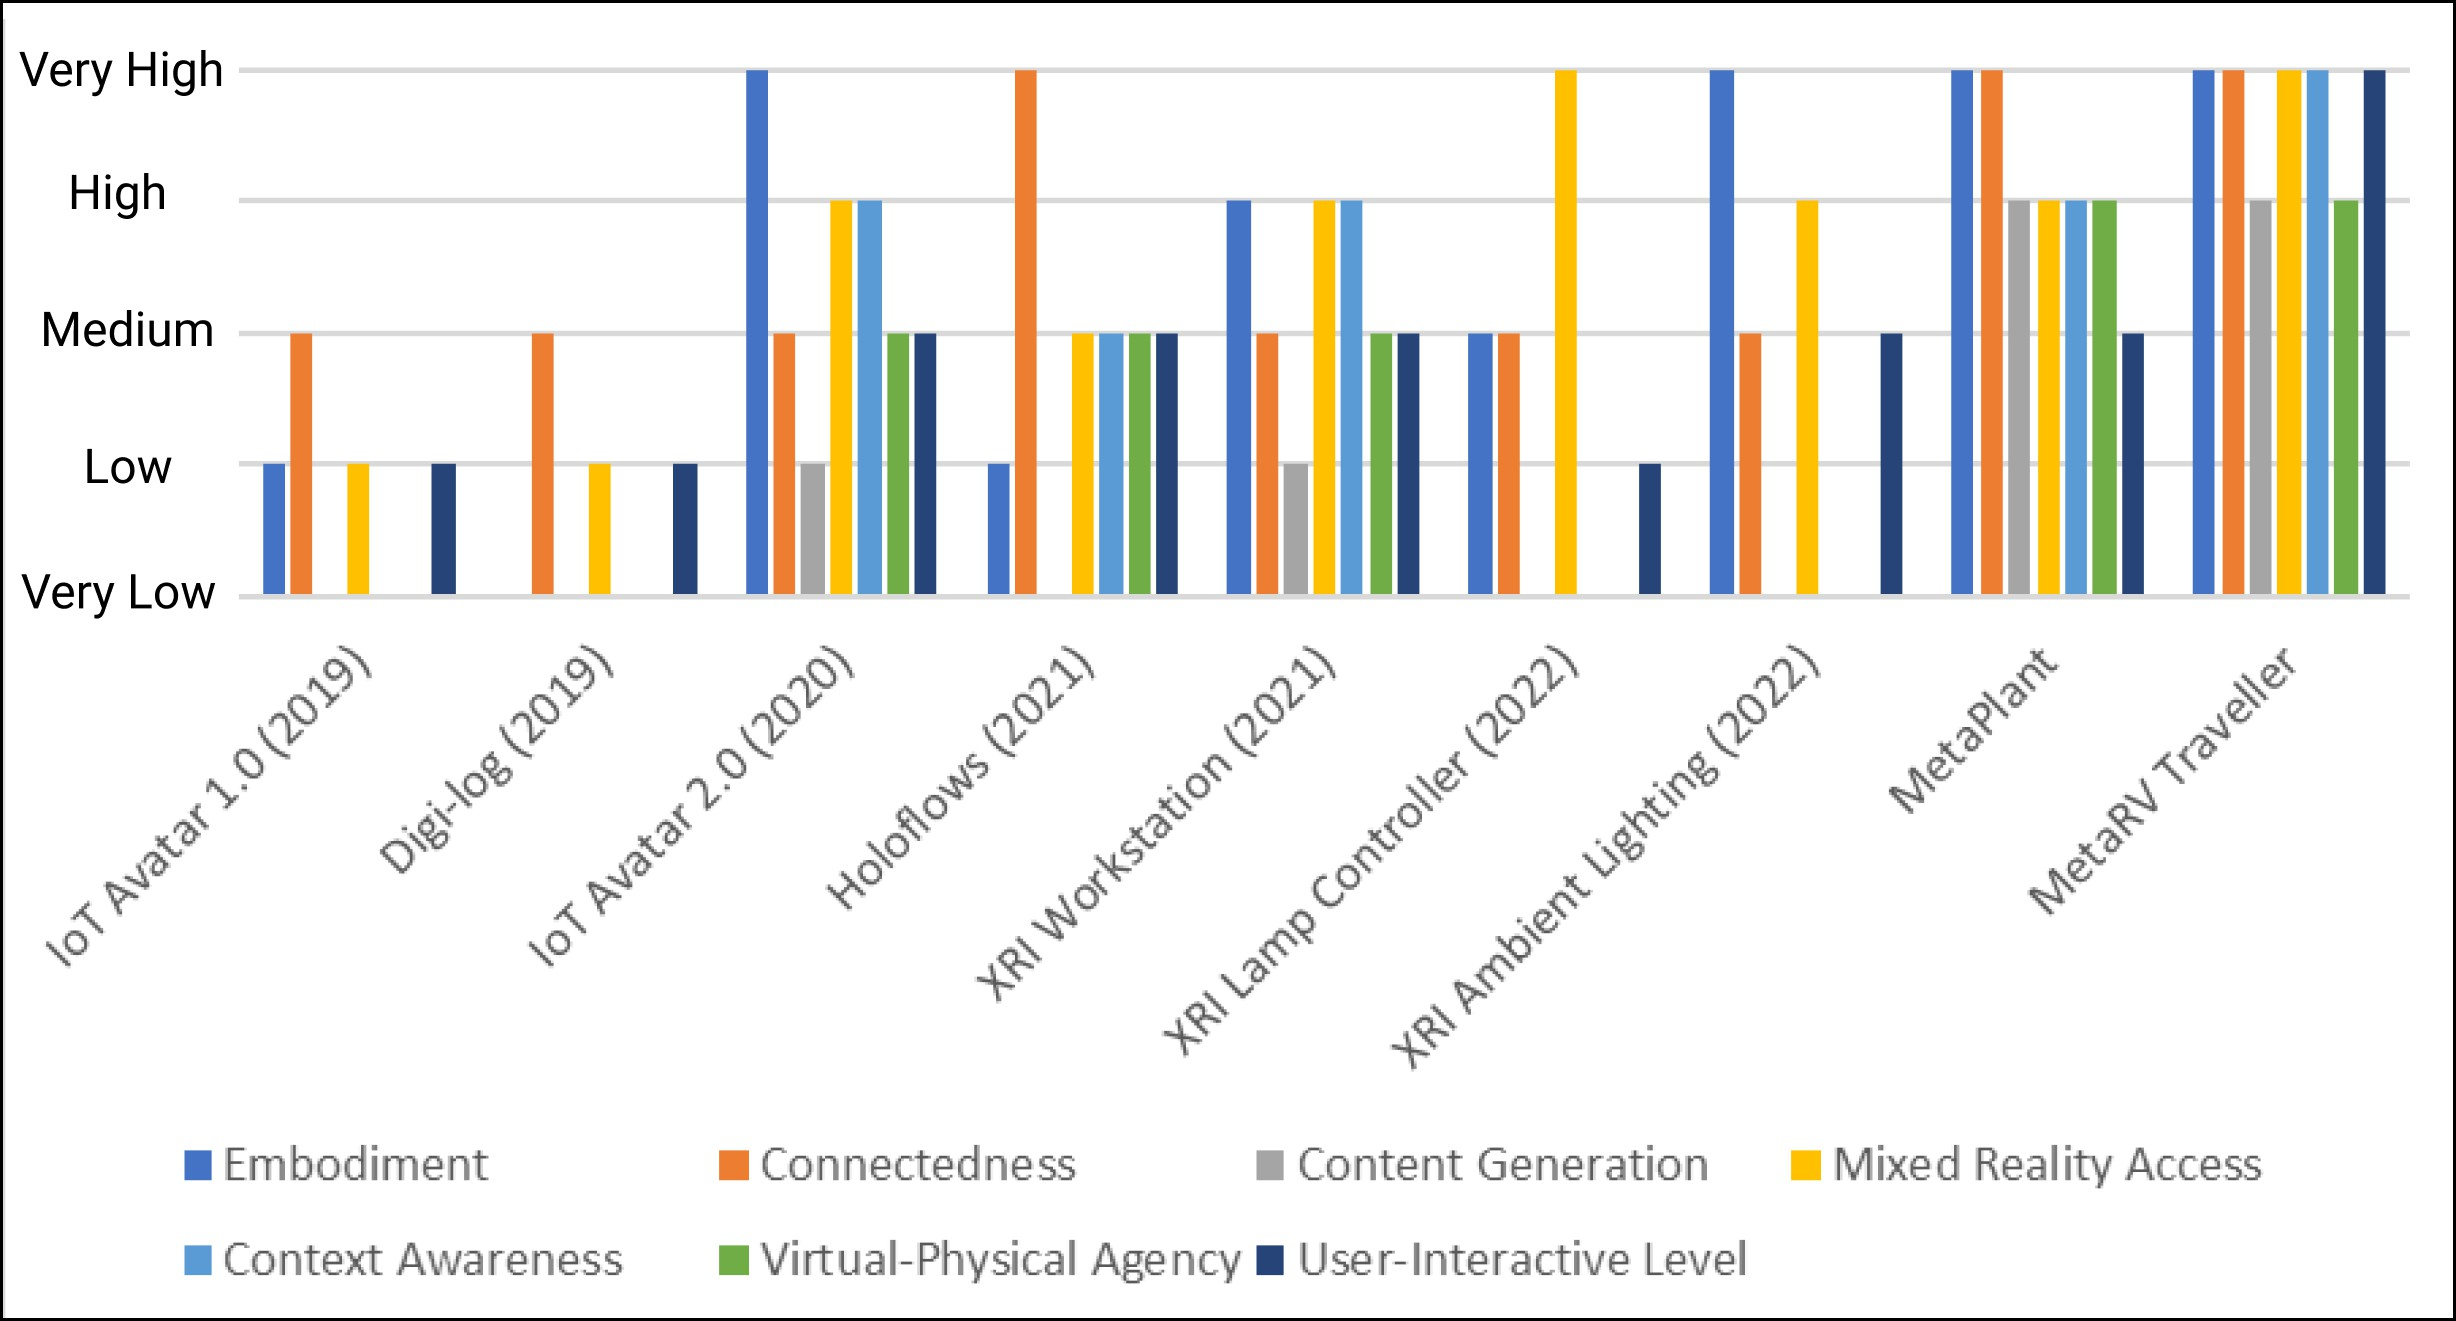 Very High
High
Medium
Low
Very Low
IoT Avatar 1.0 (2019)
Digi-log (2019)
IoT Avatar 2.0 (2020)
Holoflows (2021)
XRI Workstation (2021)
XRI Lamp Controller (2022)
XRI Ambient Lighting (2022)
MetaPlant
MetaRV Traveller
Embodiment Connectedness Content Generation Mixed Reality Access
Context Awareness Virtual-Physical Agency User-Interactive Level